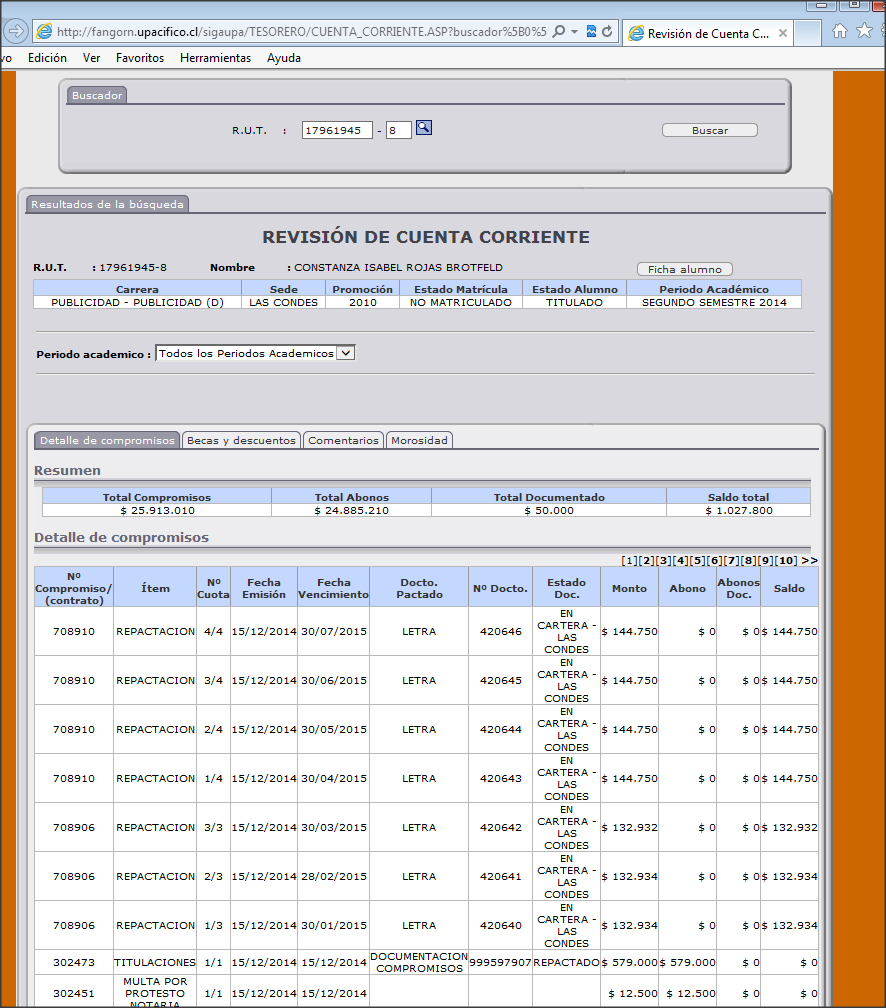 http://fangorn.upacifico.cl/sigaupa/TESORERO/CUENTA_CORRIENTE.ASP?buscador%5B0%5
Revisión de Cuenta C...
vo Edición Ver Favoritos Herramientas Ayuda
Buscador
R.U.T. : 17961945 - 8 Buscar
Resultados de la búsqueda
REVISIÓN DE CUENTA CORRIENTE
R.U.T. : 17961945-8 Nombre : CONSTANZA ISABEL ROJAS BROTFELD Ficha alumno
Carrera Sede Promoción Estado Matrícula Estado Alumno Periodo Académico
PUBLICIDAD - PUBLICIDAD (D) LAS CONDES 2010 NO MATRICULADO TITULADO SEGUNDO SEMESTRE 2014
Periodo academico : Todos los Periodos Academicos
Detalle de compromisos Becas y descuentos Comentarios Morosidad
Resumen
Total Compromisos Total Abonos Total Documentado Saldo total
$ 25.913.010 $ 24.885.210 $ 50.000 $ 1.027.800
Detalle de compromisos
[1][2][3][4][5][6][7][8][9][10] >>
Nº Compromiso/ (contrato) Ítem Nº Cuota Fecha Emisión Fecha Vencimiento Docto. Pactado Nº Docto. Estado Doc. Monto Abono Abonos Doc. Saldo
708910 REPACTACION 4/4 15/12/2014 30/07/2015 LETRA 420646 EN CARTERA - LAS CONDES $ 144.750 $ 0 $ 0 $ 144.750
708910 REPACTACION 3/4 15/12/2014 30/06/2015 LETRA 420645 EN CARTERA - LAS CONDES $ 144.750 $ 0 $ 0 $ 144.750
708910 REPACTACION 2/4 15/12/2014 30/05/2015 LETRA 420644 EN CARTERA - LAS CONDES $ 144.750 $ 0 $ 0 $ 144.750
708910 REPACTACION 1/4 15/12/2014 30/04/2015 LETRA 420643 EN CARTERA - LAS CONDES $ 144.750 $ 0 $ 0 $ 144.750
708906 REPACTACION 3/3 15/12/2014 30/03/2015 LETRA 420642 EN CARTERA - LAS CONDES $ 132.932 $ 0 $ 0 $ 132.932
708906 REPACTACION 2/3 15/12/2014 28/02/2015 LETRA 420641 EN CARTERA - LAS CONDES $ 132.934 $ 0 $ 0 $ 132.934
708906 REPACTACION 1/3 15/12/2014 30/01/2015 LETRA 420640 EN CARTERA - LAS CONDES $ 132.934 $ 0 $ 0 $ 132.934
302473 TITULACIONES 1/1 15/12/2014 15/12/2014 DOCUMENTACION COMPROMISOS 999597907 REPACTADO $ 579.000 $ 579.000 $ 0 $ 0
302451 MULTA POR PROTESTO NOTARIA 1/1 15/12/2014 15/12/2014 $ 12.500 $ 12.500 $ 0 $ 0